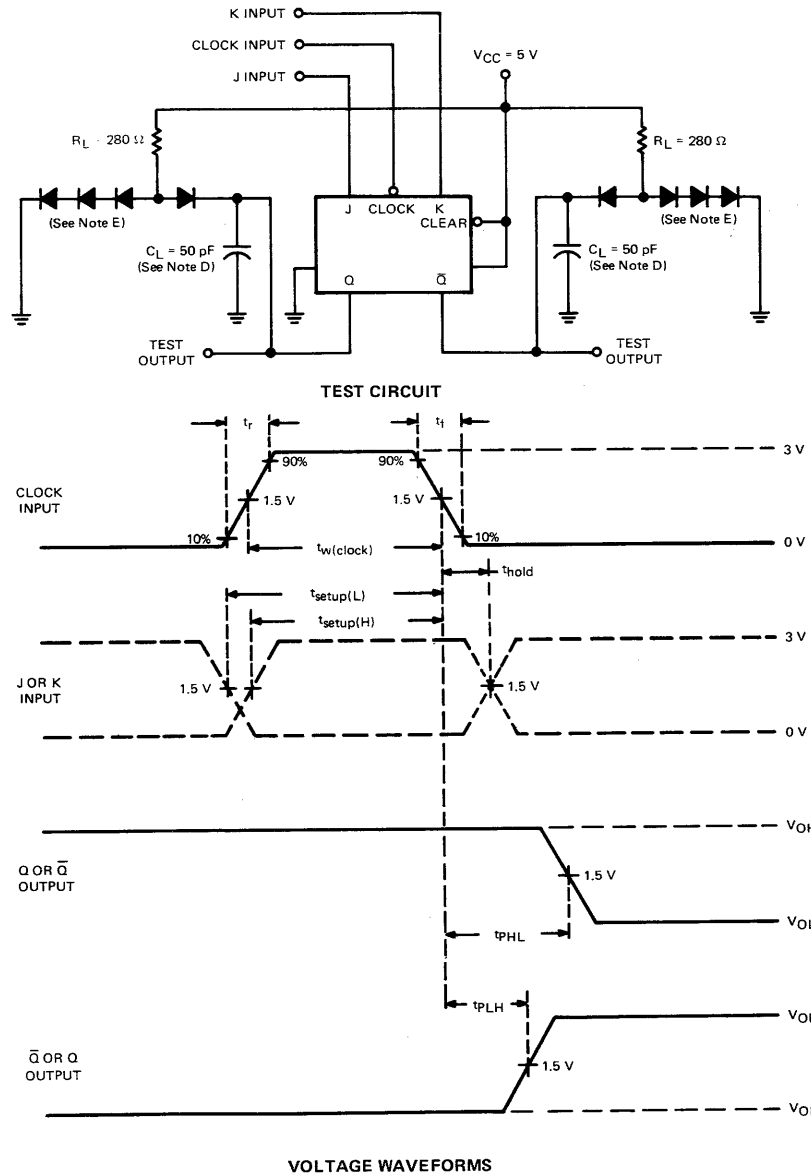 K INPUT
CLOCK INPUT
J INPUT
VCC = 5 V
RL - 280 Ω
RL = 280 Ω
J CLOCK K
CLEAR
(See Note E)
(See Note E)
CL = 50 pF
(See Note D)
CL = 50 pF
(See Note D)
Q Q̅
TEST
OUTPUT
TEST
OUTPUT
TEST CIRCUIT
tr
tf
3 V
90%
90%
CLOCK
INPUT
1.5 V
1.5 V
10%
10%
0 V
tw(clock)
thold
tsetup(L)
tsetup(H)
3 V
J OR K
INPUT
1.5 V
1.5 V
0 V
VOH
Q OR Q̅
OUTPUT
1.5 V
VOL
tPHL
tPLH
Q̅ OR Q
OUTPUT
1.5 V
VOLTAGE WAVEFORMS